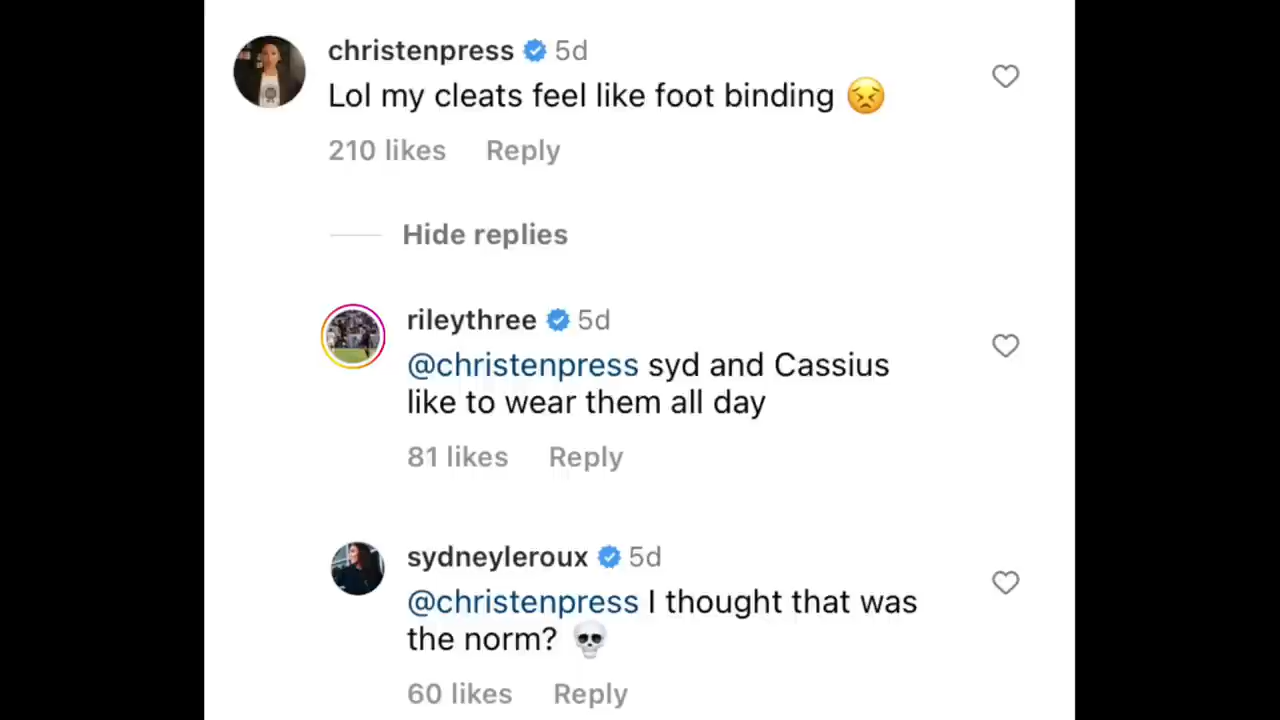 christenpress 5d
Lol my cleats feel like foot binding 😣
210 likes Reply
Hide replies
rileythree 5d
@christenpress syd and Cassius
like to wear them all day
81 likes Reply
sydneyleroux 5d
@christenpress I thought that was
the norm? 💀
60 likes Reply